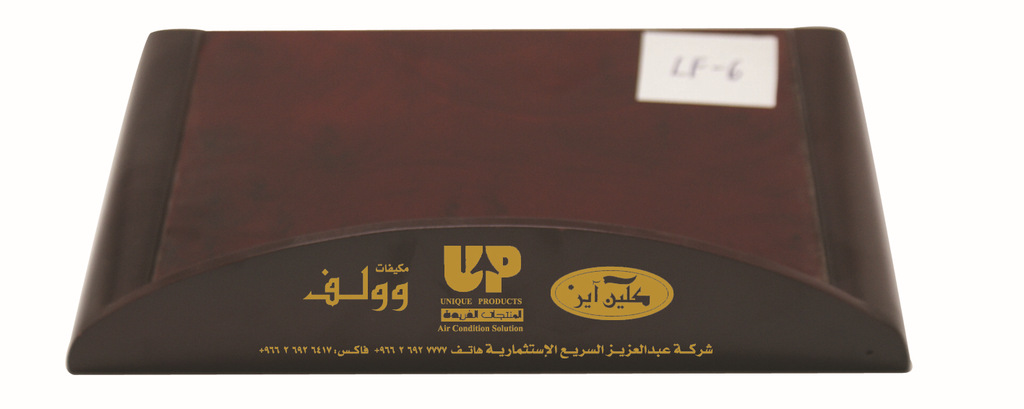 LF-6
مكيفات
وولف
UP
UNIQUE PRODUCTS
المنتجات الفريدة
Air Condition Solution
كلين آير
شركة عبدالعزيز السريع الإستثمارية هاتف ٧٧٧٧ ٦٩٢ ٢ ٩٦٦+ فاكس: ٦٤١٧ ٦٩٢ ٢ ٩٦٦+